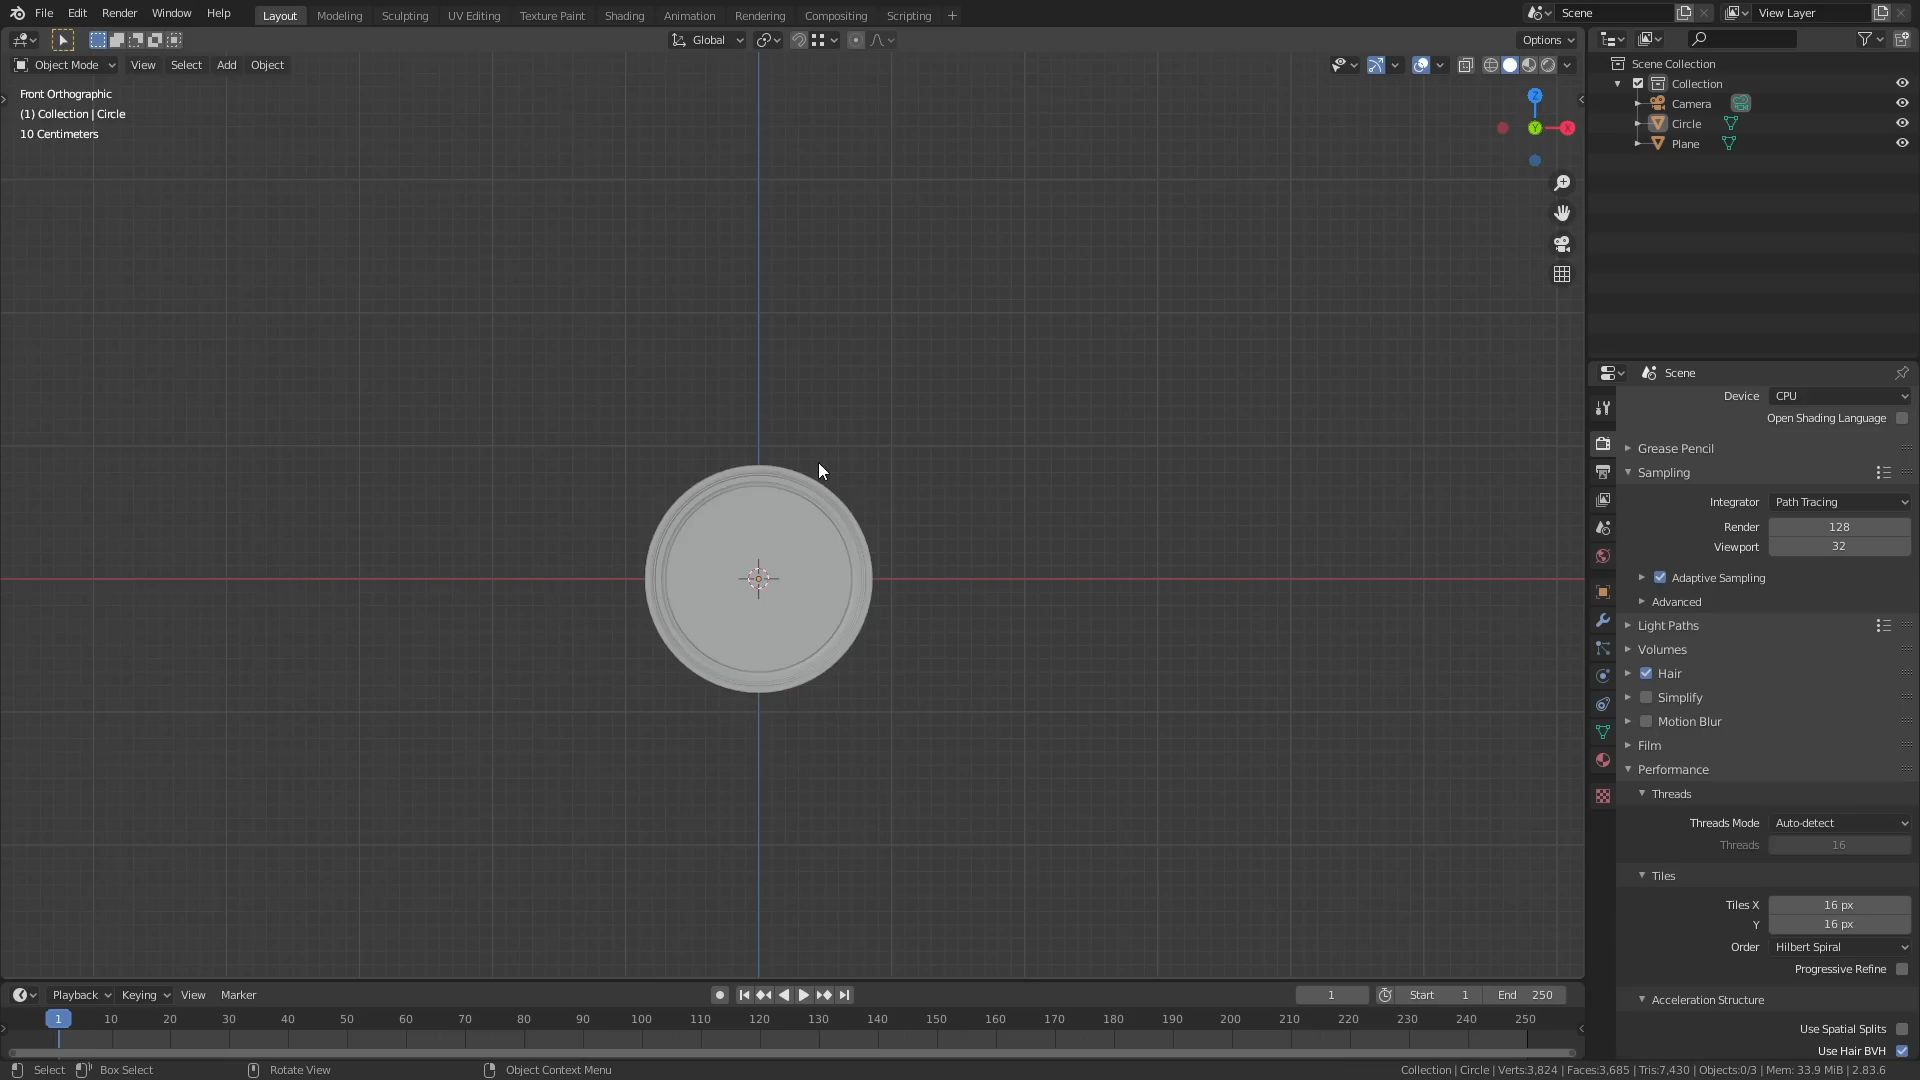 File Edit Render Window Help Layout Modeling Sculpting UV Editing Texture Paint Shading Animation Rendering Compositing Scripting + Scene View Layer
Global Options
Object Mode View Select Add Object
Front Orthographic
(1) Collection | Circle
10 Centimeters
Z
Y
X
Scene Collection
Collection
Camera
Circle
Plane
Scene
Device CPU
Open Shading Language
Grease Pencil
Sampling
Integrator Path Tracing
Render 128
Viewport 32
Adaptive Sampling
Advanced
Light Paths
Volumes
Hair
Simplify
Motion Blur
Film
Performance
Threads
Threads Mode Auto-detect
Threads 16
Tiles
Tiles X 16 px
Y 16 px
Order Hilbert Spiral
Progressive Refine
Acceleration Structure
Use Spatial Splits
Use Hair BVH
Playback Keying View Marker 1 Start 1 End 250
1 10 20 30 40 50 60 70 80 90 100 110 120 130 140 150 160 170 180 190 200 210 220 230 240 250
Select Box Select Rotate View Object Context Menu Collection | Circle | Verts:3,824 | Faces:3,685 | Tris:7,430 | Objects:0/3 | Mem: 33.9 MiB | 2.83.6